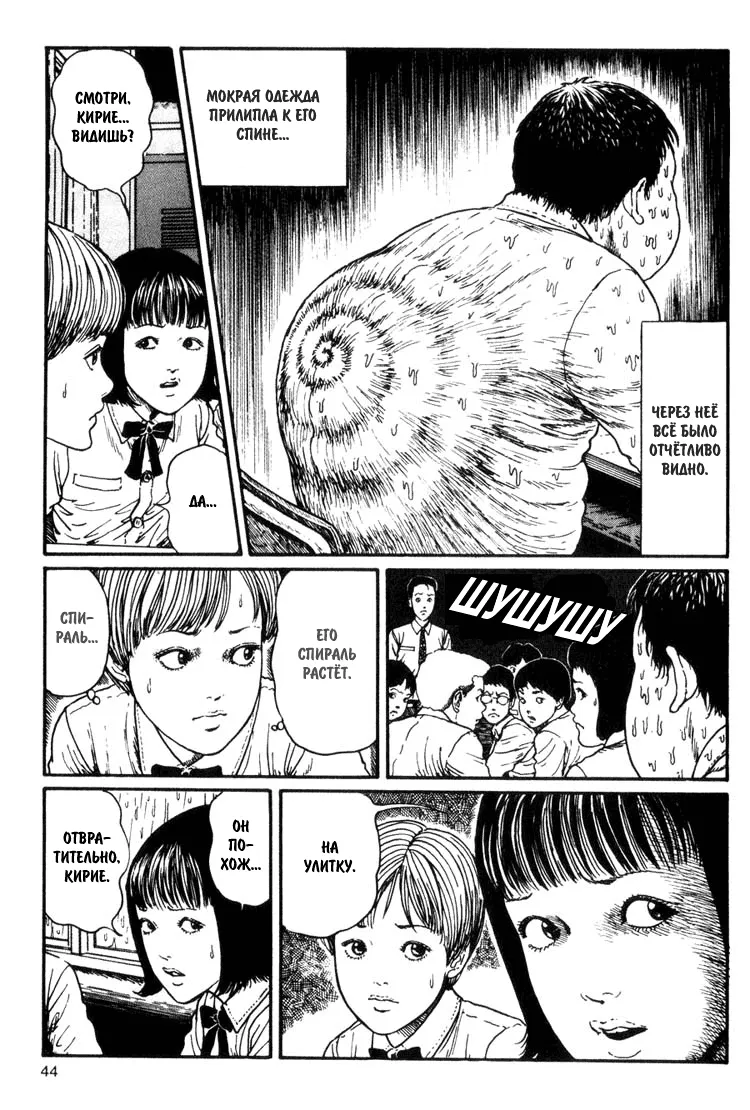 СМОТРИ,
КИРИЕ...
ВИДИШЬ?
МОКРАЯ ОДЕЖДА
ПРИЛИПЛА К ЕГО
СПИНЕ...
ДА...
ЧЕРЕЗ НЕЁ
ВСЁ БЫЛО
ОТЧЁТЛИВО
ВИДНО.
СПИ-
РАЛЬ...
ЕГО
СПИРАЛЬ
РАСТЁТ.
ШУШУШУ
ОТВРА-
ТИТЕЛЬНО,
КИРИЕ.
ОН
ПО-
ХОЖ...
НА
УЛИТКУ.
44